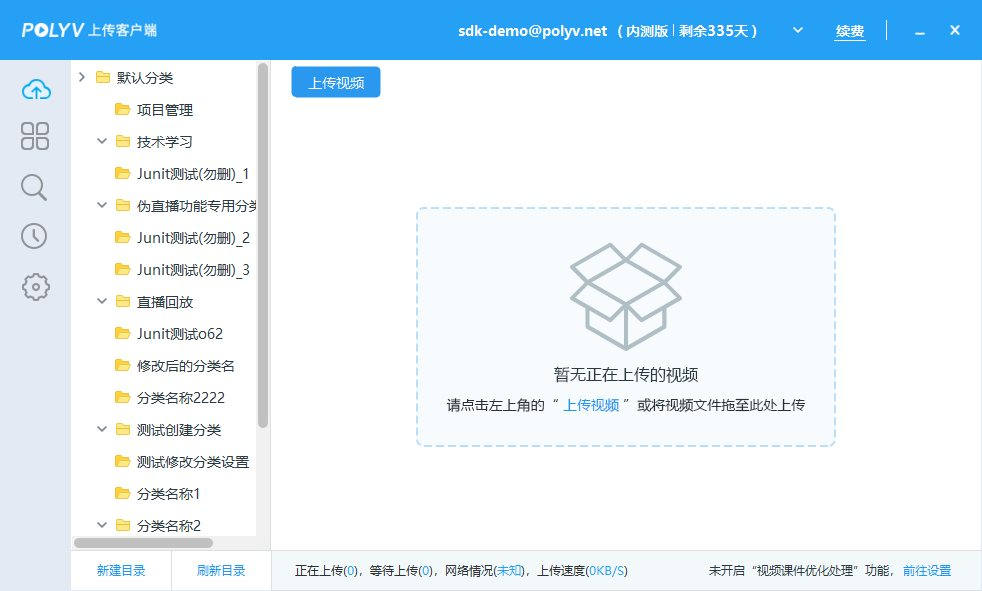 POLYV 上传客户端
sdk-demo@polyv.net （内测版 | 剩余335天）
续费
默认分类
项目管理
技术学习
Junit测试(勿删)_1
伪直播功能专用分类
Junit测试(勿删)_2
Junit测试(勿删)_3
直播回放
Junit测试o62
修改后的分类名
分类名称2222
测试创建分类
测试修改分类设置
分类名称1
分类名称2
新建目录
刷新目录
上传视频
暂无正在上传的视频
请点击左上角的“ 上传视频 ”或将视频文件拖至此处上传
正在上传(0)，等待上传(0)，网络情况(未知)，上传速度(0KB/S)
未开启“视频课件优化处理”功能，前往设置